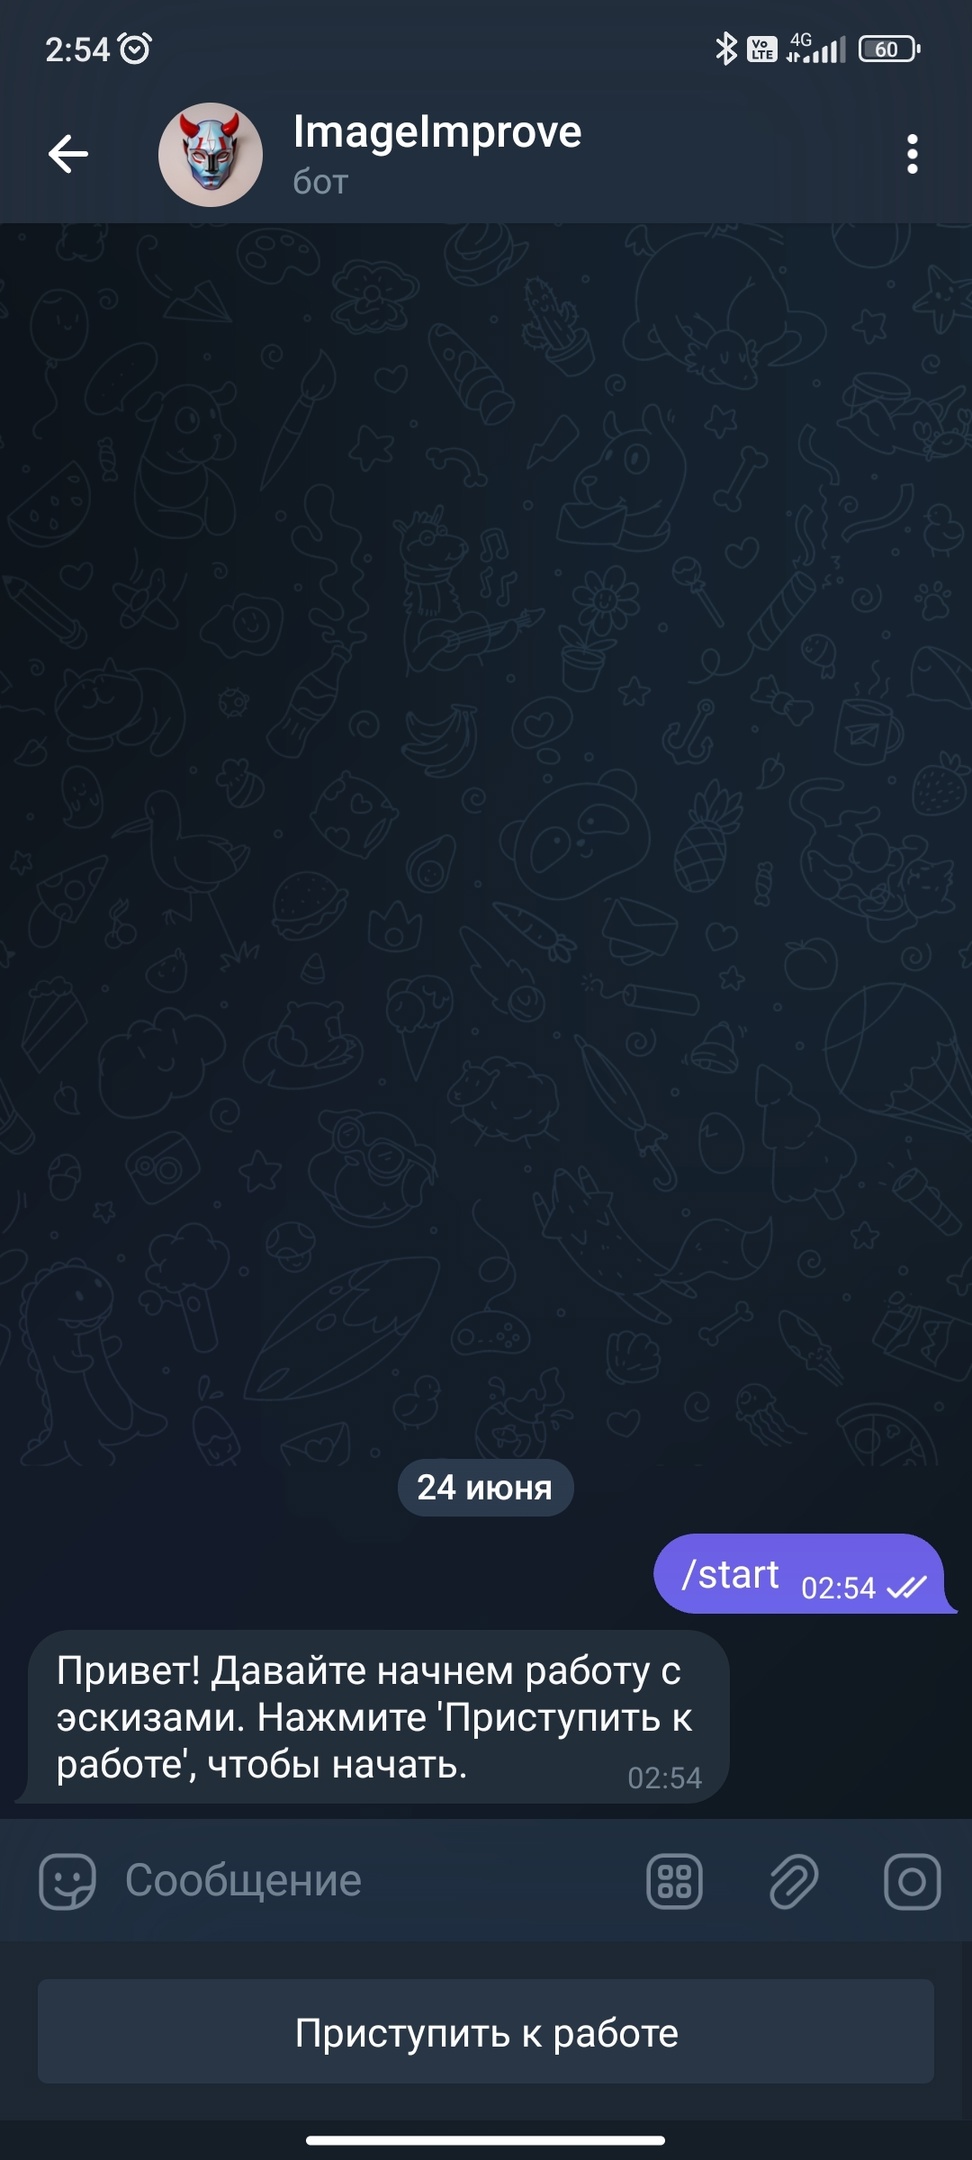 2:54
Vo
LTE
4G
60
ImageImprove
бот
24 июня
/start 02:54
Привет! Давайте начнем работу с
эскизами. Нажмите 'Приступить к
работе', чтобы начать.
02:54
Сообщение
Приступить к работе